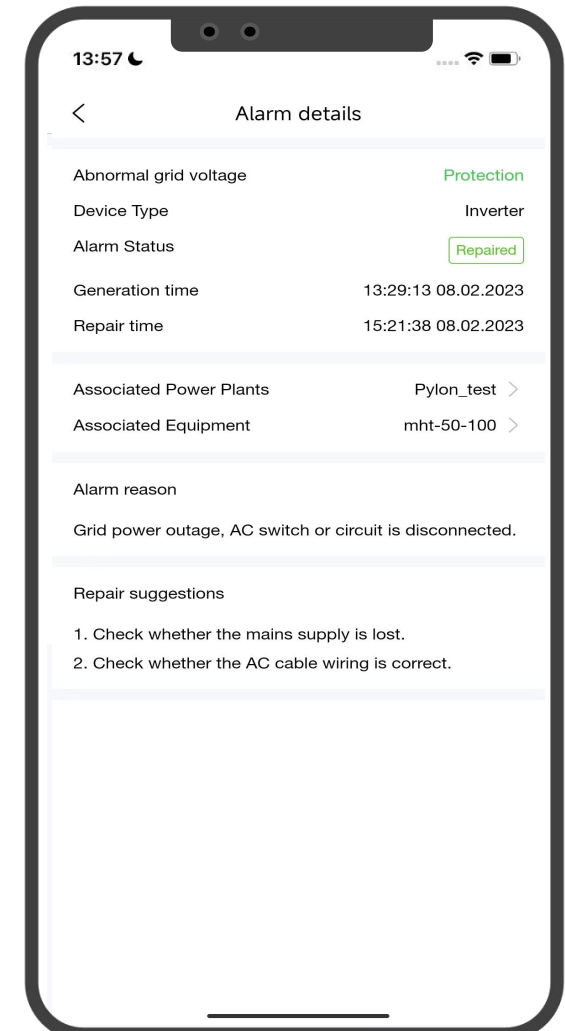 13:57
Alarm details
Abnormal grid voltage Protection
Device Type Inverter
Alarm Status Repaired
Generation time 13:29:13 08.02.2023
Repair time 15:21:38 08.02.2023
Associated Power Plants Pylon_test
Associated Equipment mht-50-100
Alarm reason
Grid power outage, AC switch or circuit is disconnected.
Repair suggestions
1. Check whether the mains supply is lost.
2. Check whether the AC cable wiring is correct.